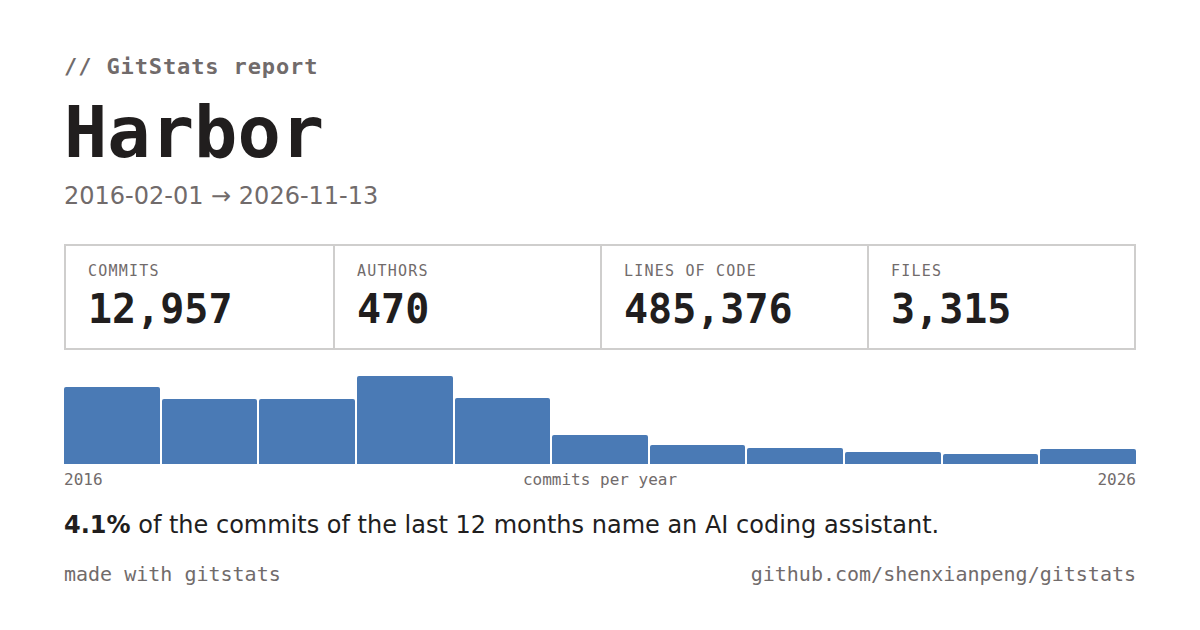 // GitStats report
Harbor
2016-02-01 → 2026-11-13
COMMITS AUTHORS LINES OF CODE FILES
12,957 470 485,376 3,315
2016 commits per year 2026
4.1% of the commits of the last 12 months name an AI coding assistant.
made with gitstats github.com/shenxianpeng/gitstats